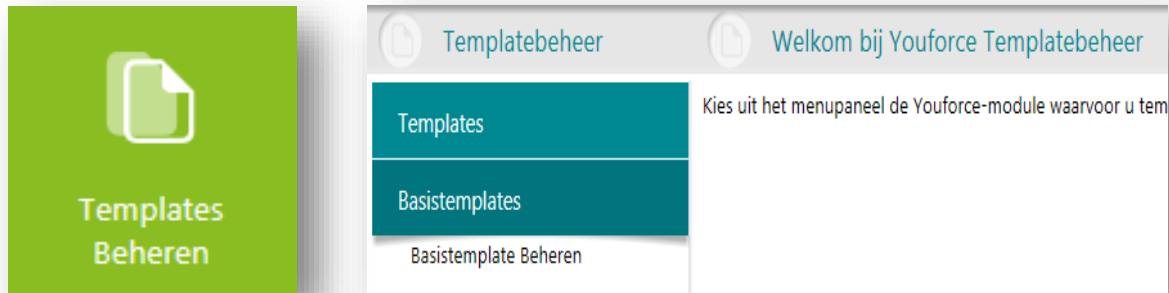 Templates
Beheren
Templatebeheer
Welkom bij Youforce Templatebeheer
Templates
Basistemplates
Basistemplate Beheren
Kies uit het menupaneel de Youforce-module waarvoor u tem